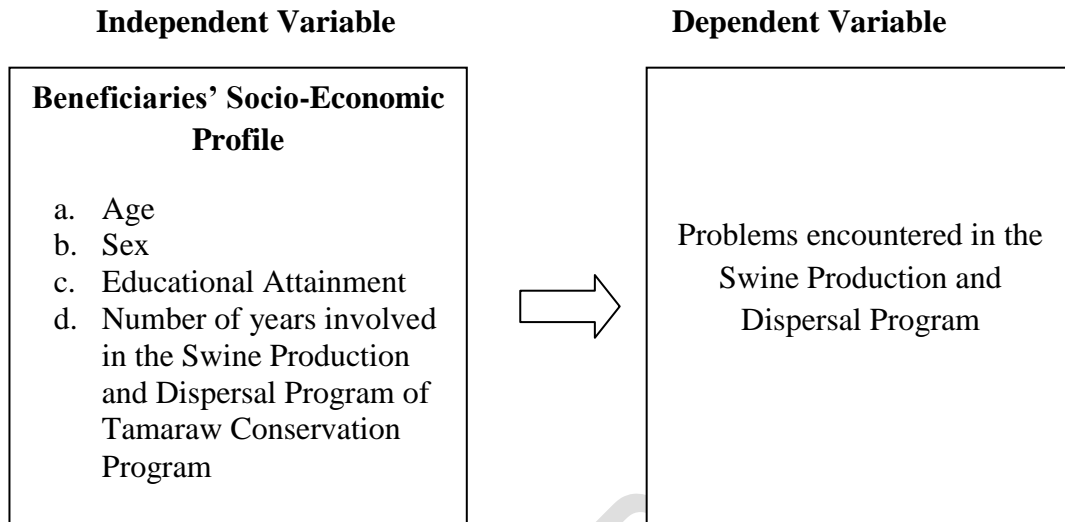 Independent Variable
Dependent Variable
Beneficiaries’ Socio-Economic
Profile
a. Age
b. Sex
c. Educational Attainment
d. Number of years involved
in the Swine Production
and Dispersal Program of
Tamaraw Conservation
Program
Problems encountered in the
Swine Production and
Dispersal Program